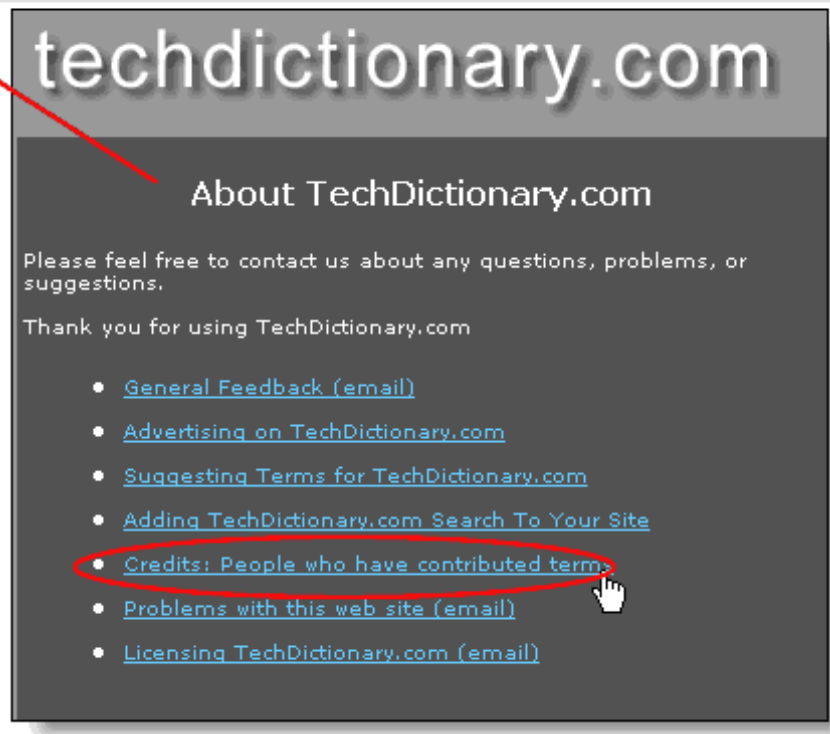 techdictionary.com
About TechDictionary.com
Please feel free to contact us about any questions, problems, or
suggestions.
Thank you for using TechDictionary.com
General Feedback (email)
Advertising on TechDictionary.com
Suggesting Terms for TechDictionary.com
Adding TechDictionary.com Search To Your Site
Credits: People who have contributed terms
Problems with this web site (email)
Licensing TechDictionary.com (email)